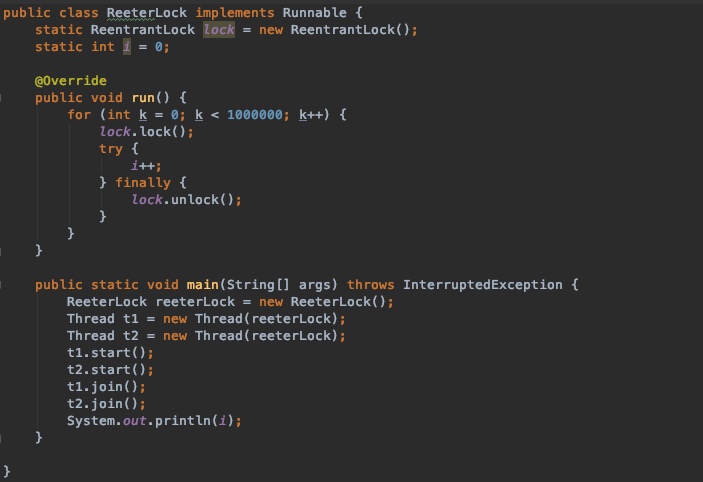 public class ReeterLock implements Runnable {
static ReentrantLock lock = new ReentrantLock();
static int i = 0;
@Override
public void run() {
for (int k = 0; k < 1000000; k++) {
lock.lock();
try {
i++;
} finally {
lock.unlock();
}
}
}
public static void main(String[] args) throws InterruptedException {
ReeterLock reeterLock = new ReeterLock();
Thread t1 = new Thread(reeterLock);
Thread t2 = new Thread(reeterLock);
t1.start();
t2.start();
t1.join();
t2.join();
System.out.println(i);
}
}